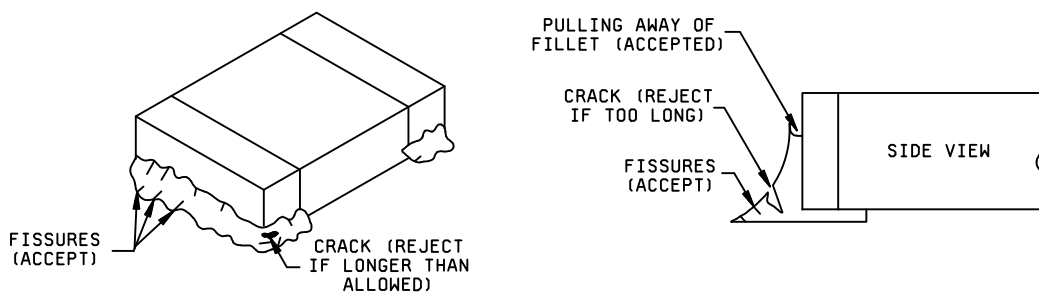 FISSURES
(ACCEPT)
CRACK (REJECT
IF LONGER THAN
ALLOWED)
PULLING AWAY OF
FILLET (ACCEPTED)
CRACK (REJECT
IF TOO LONG)
FISSURES
(ACCEPT)
SIDE VIEW